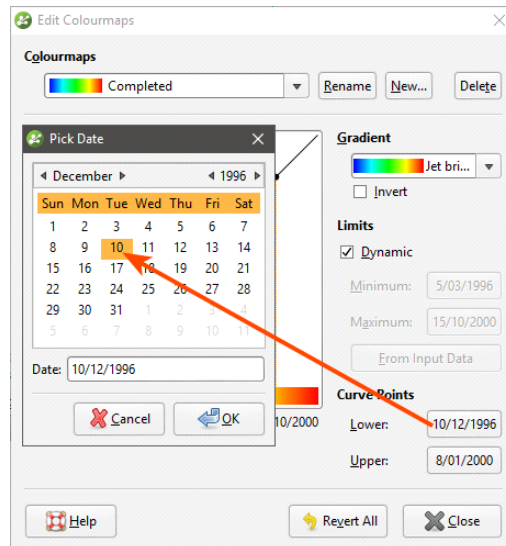 Edit Colourmaps
Colourmaps
Completed
Rename New... Delete
Pick Date
December 1996
Sun Mon Tue Wed Thu Fri Sat
1 2 3 4 5 6 7
8 9 10 11 12 13 14
15 16 17 18 19 20 21
22 23 24 25 26 27 28
29 30 31 1 2 3 4
5 6 7 8 9 10 11
Date: 10/12/1996
Cancel OK
10/2000
Gradient
Jet bri...
Invert
Limits
Dynamic
Minimum: 5/03/1996
Maximum: 15/10/2000
From Input Data
Curve Points
Lower: 10/12/1996
Upper: 8/01/2000
Help Revert All Close